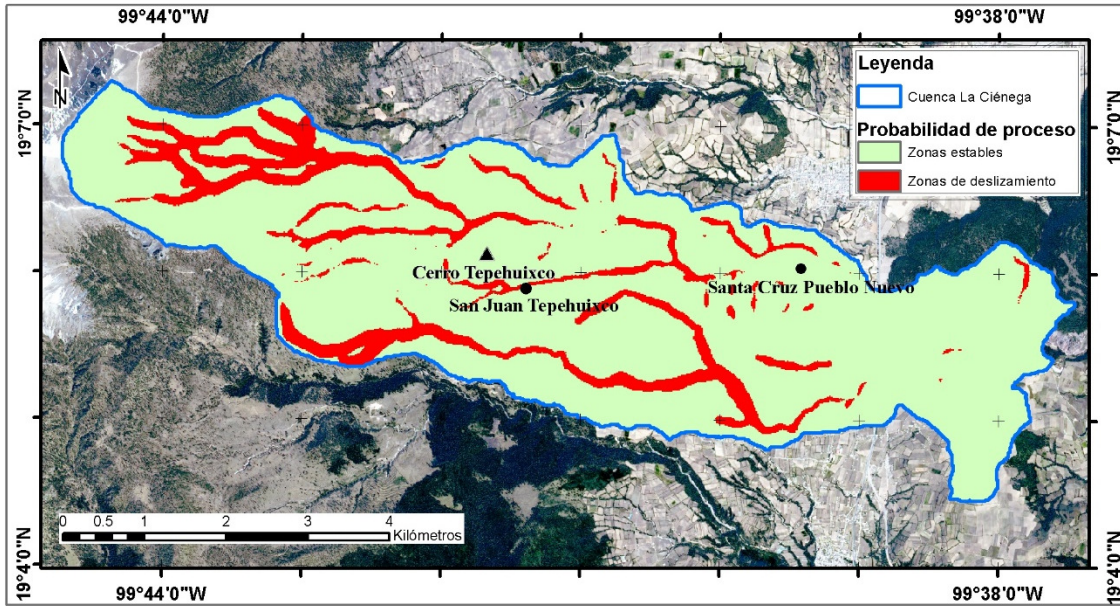 99°44'0"W
99°38'0"W
19°7'0"N
19°7'0"N
N
Leyenda
Cuenca La Ciénega
Probabilidad de proceso
Zonas estables
Zonas de deslizamiento
Cerro Tepehuixco
San Juan Tepehuixco
Santa Cruz Pueblo Nuevo
0 0.5 1 2 3 4
Kilómetros
19°4'0"N
19°4'0"N
99°44'0"W
99°38'0"W